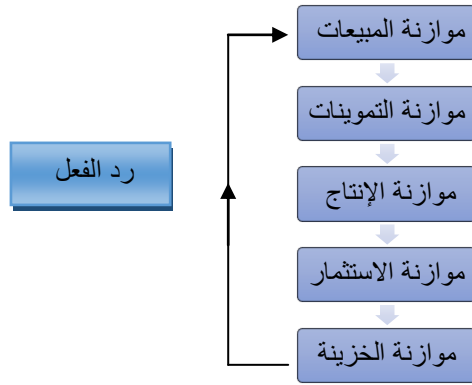 موازنة المبيعات
موازنة التموينات
رد الفعل
موازنة الإنتاج
موازنة الاستثمار
موازنة الخزينة